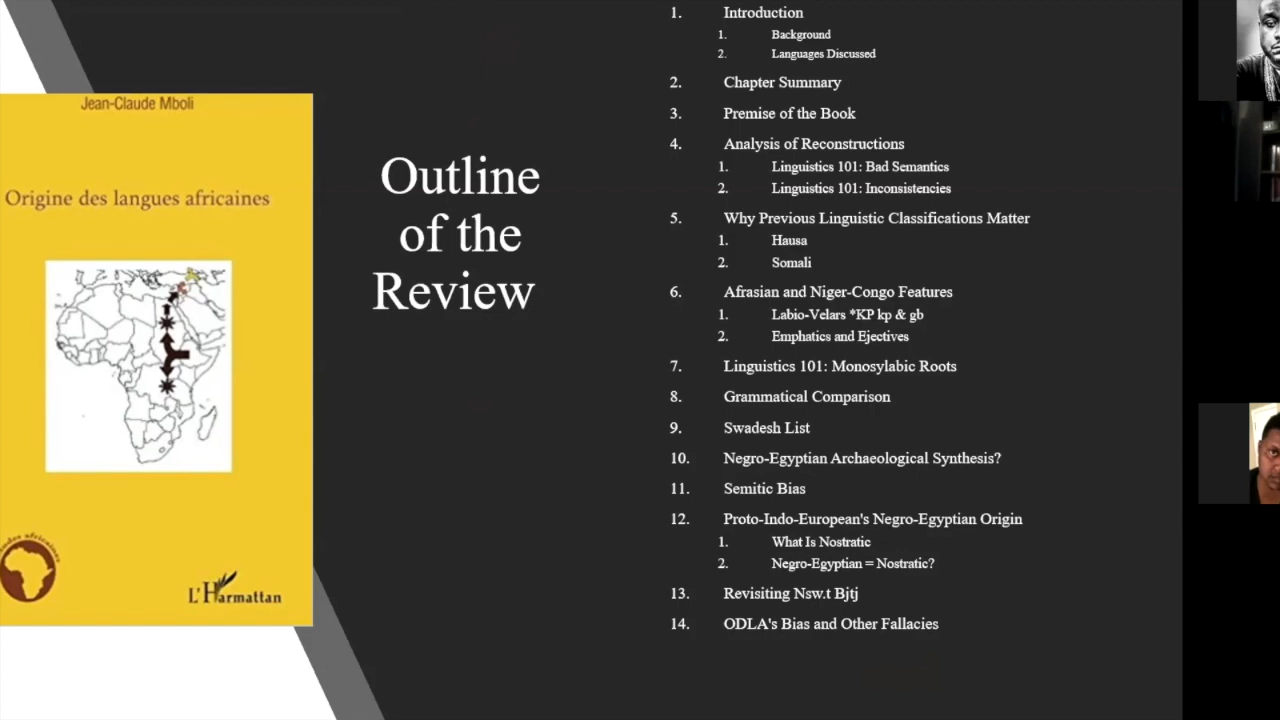 Jean-Claude Mboli
Origine des langues africaines
L'Harmattan
Outline
of the
Review
1. Introduction
1. Background
2. Languages Discussed
2. Chapter Summary
3. Premise of the Book
4. Analysis of Reconstructions
1. Linguistics 101: Bad Semantics
2. Linguistics 101: Inconsistencies
5. Why Previous Linguistic Classifications Matter
1. Hausa
2. Somali
6. Afrasian and Niger-Congo Features
1. Labio-Velars *KP kp & gb
2. Emphatics and Ejectives
7. Linguistics 101: Monosylabic Roots
8. Grammatical Comparison
9. Swadesh List
10. Negro-Egyptian Archaeological Synthesis?
11. Semitic Bias
12. Proto-Indo-European's Negro-Egyptian Origin
1. What Is Nostratic
2. Negro-Egyptian = Nostratic?
13. Revisiting Nsw.t Bjtj
14. ODLA's Bias and Other Fallacies